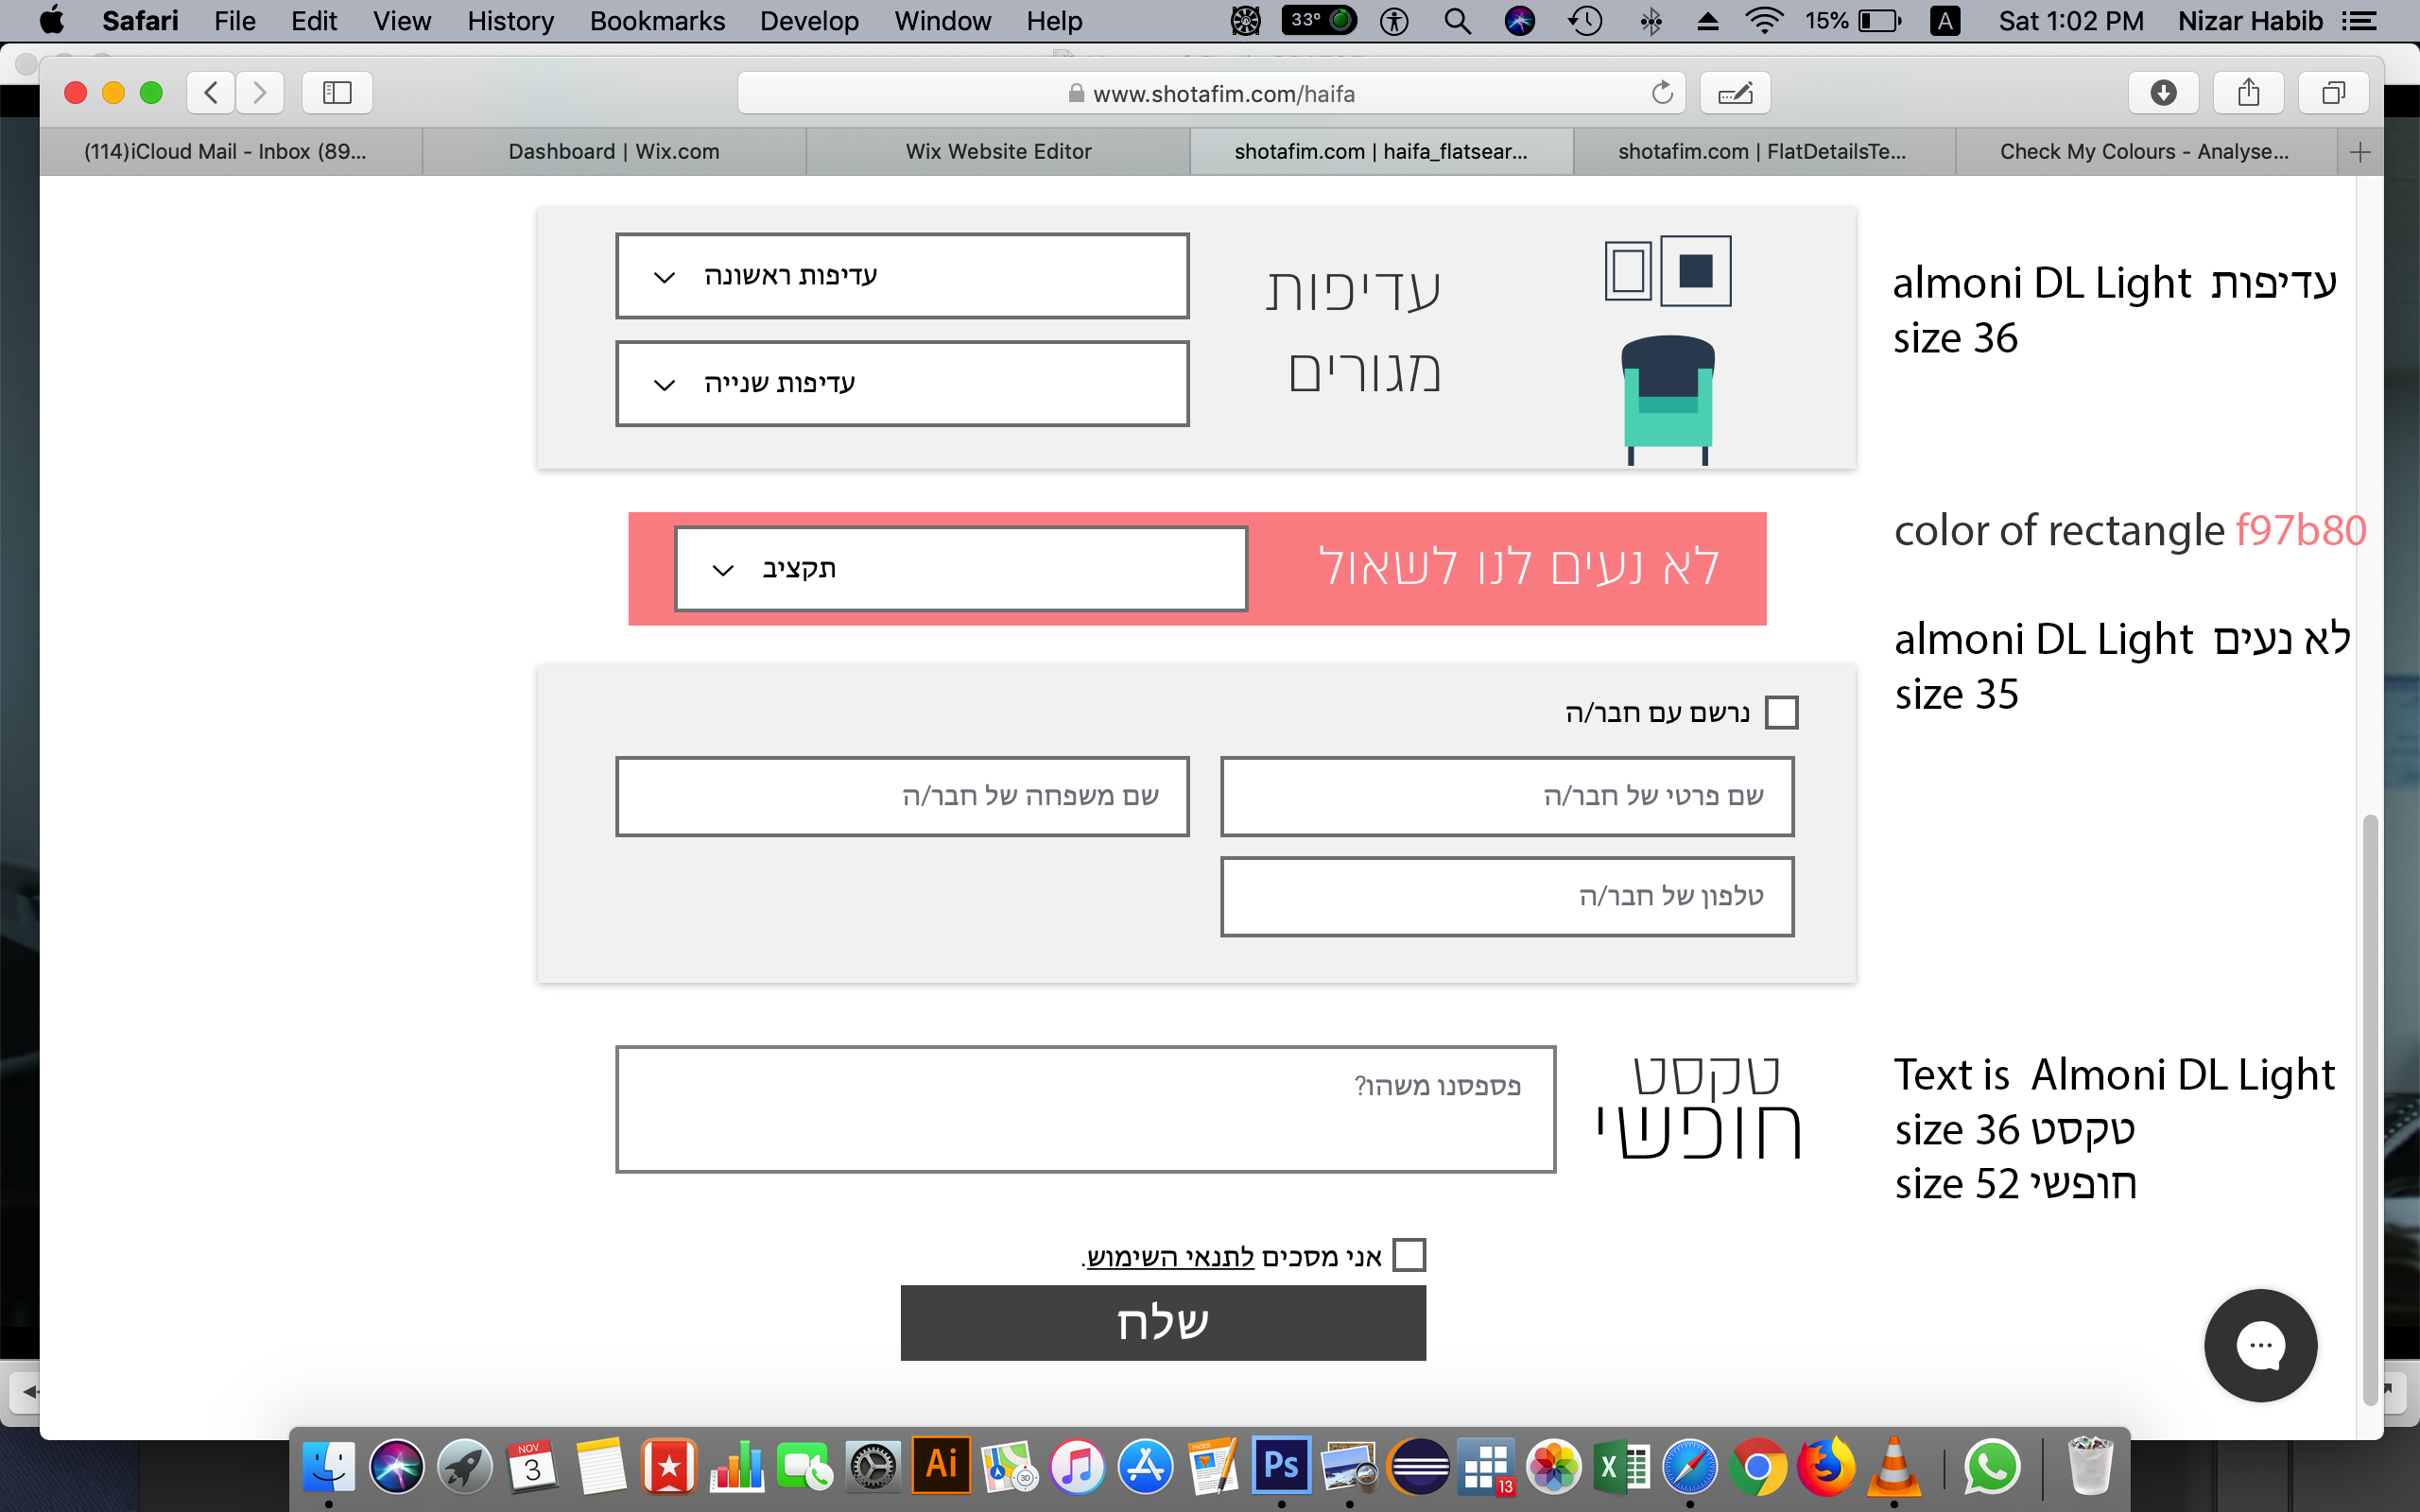 Safari File Edit View History Bookmarks Develop Window Help 33° 15% A Sat 1:02 PM Nizar Habib
www.shotafim.com/haifa
(114)iCloud Mail - Inbox (89...
Dashboard | Wix.com
Wix Website Editor
shotafim.com | haifa_flatsear...
shotafim.com | FlatDetailsTe...
Check My Colours - Analyse...
עדיפות
מגורים
עדיפות ראשונה
עדיפות שנייה
almoni DL Light עדיפות
size 36
color of rectangle f97b80
לא נעים לנו לשאול
תקציב
almoni DL Light לא נעים
size 35
נרשם עם חבר/ה
שם פרטי של חבר/ה
שם משפחה של חבר/ה
טלפון של חבר/ה
טקסט
חופשי
פספסנו משהו?
Text is Almoni DL Light
size 36 טקסט
size 52 חופשי
אני מסכים לתנאי השימוש.
שלח
NOV
3
Ai
3D
PAGES
Ps
13
X